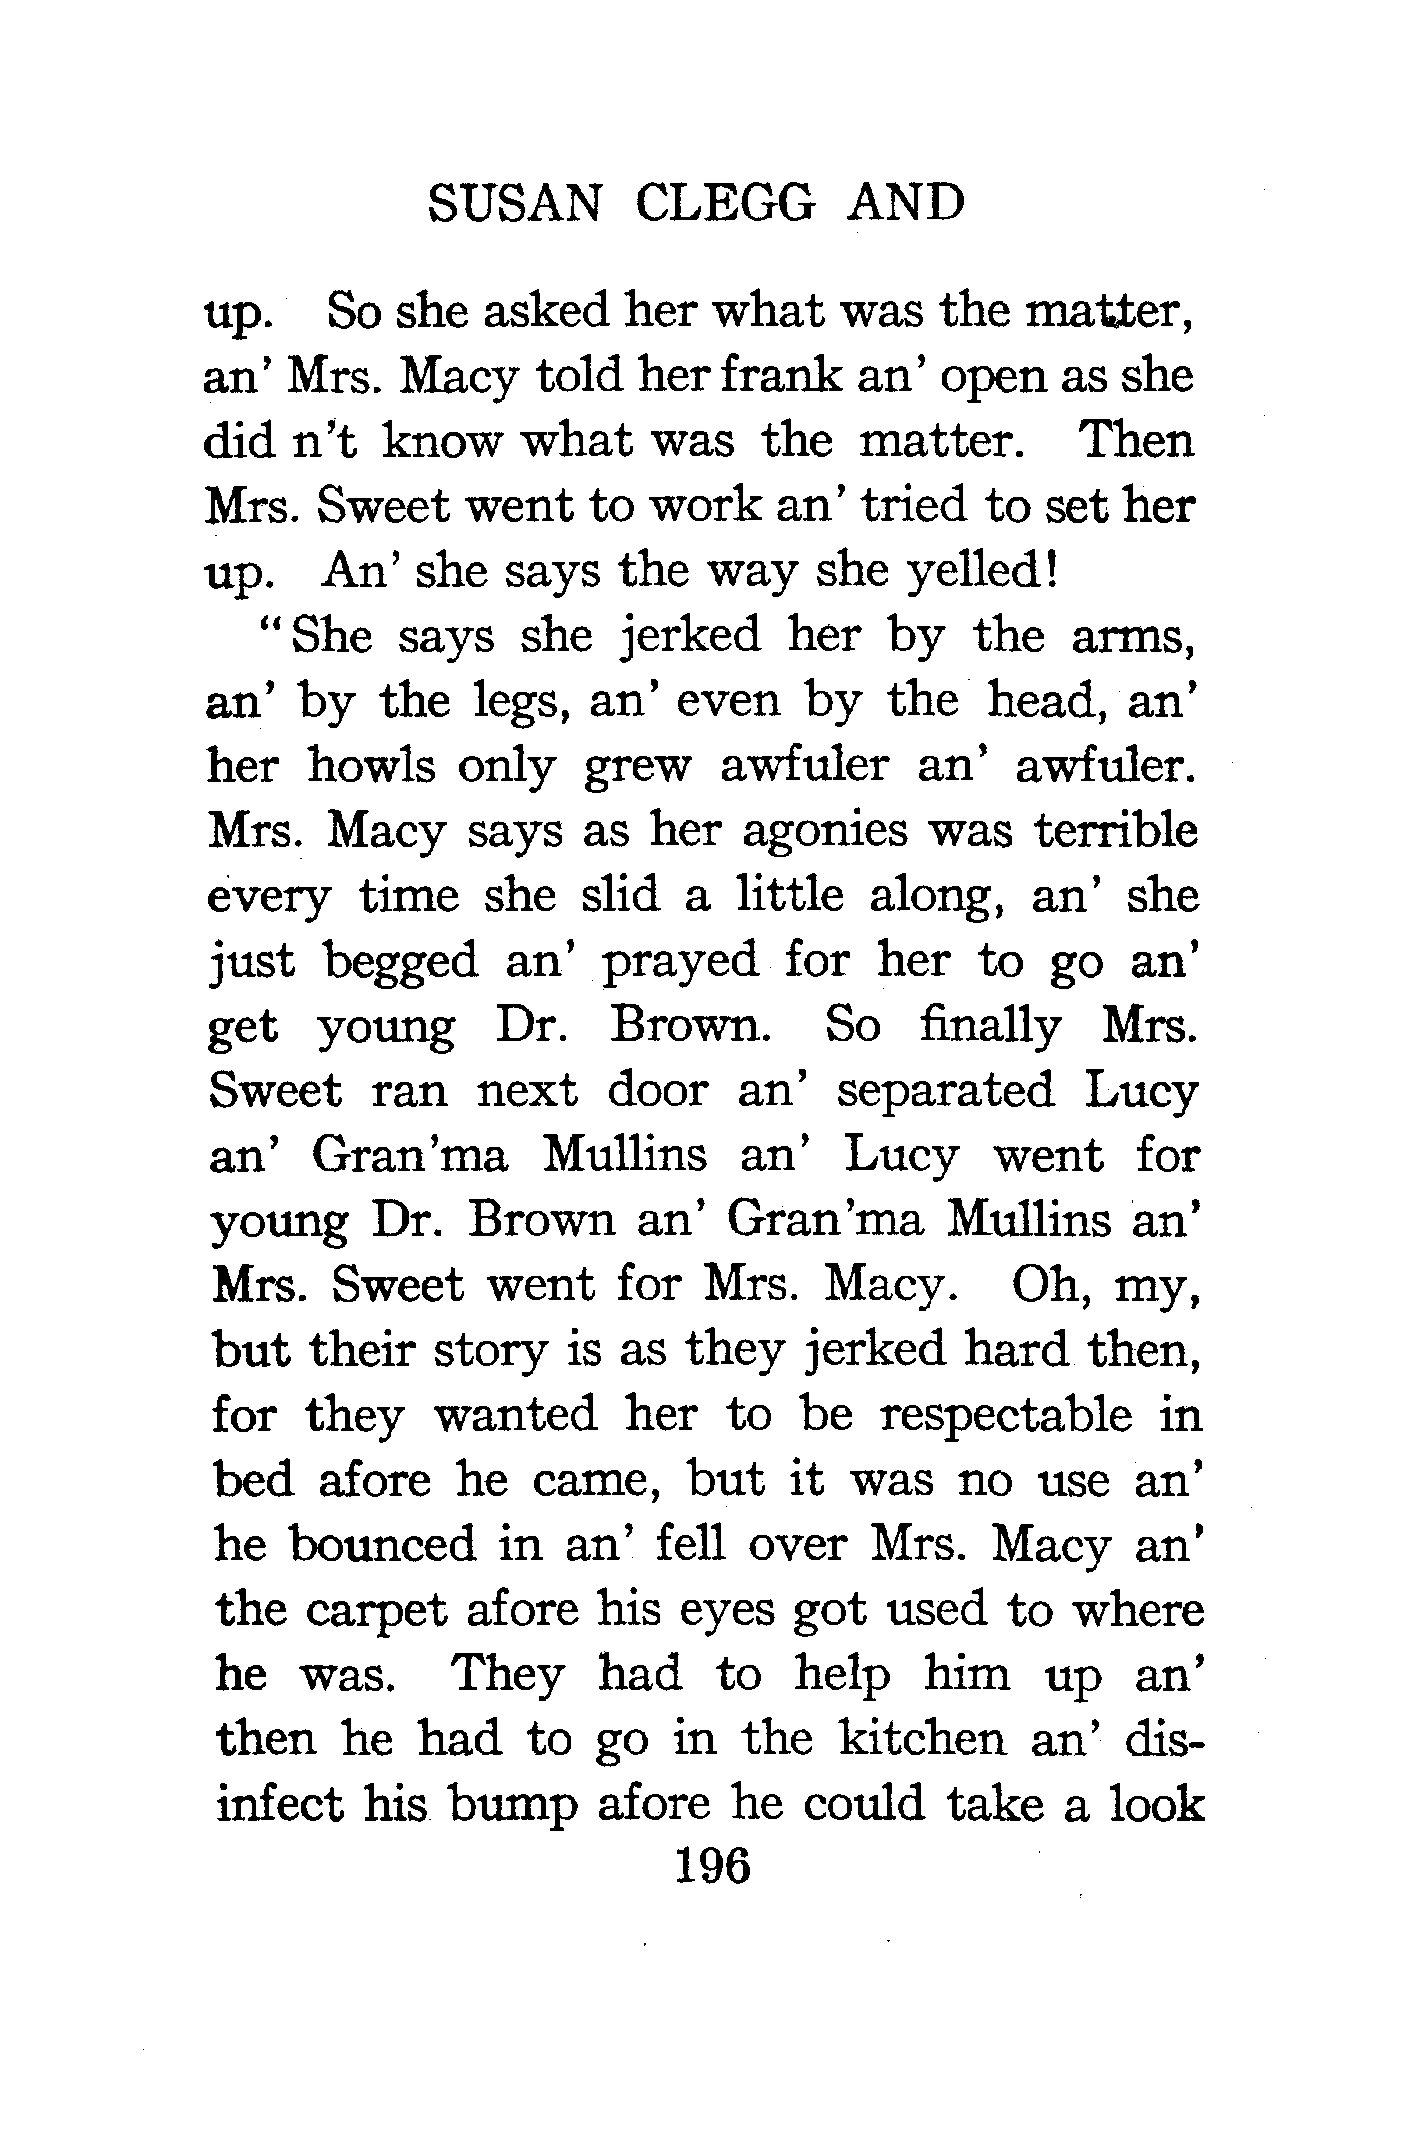 SUSAN CLEGG AND
up. So she asked her what was the matter,
an' Mrs. Macy told her frank an' open as she
did n't know what was the matter. Then
Mrs. Sweet went to work an' tried to set her
up. An' she says the way she yelled!
"She says she jerked her by the arms,
an' by the legs, an' even by the head, an'
her howls only grew awfuler an' awfuler.
Mrs. Macy says as her agonies was terrible
every time she slid a little along, an' she
just begged an' prayed for her to go an'
get young Dr. Brown. So finally Mrs.
Sweet ran next door an' separated Lucy
an' Gran'ma Mullins an' Lucy went for
young Dr. Brown an' Gran'ma Mullins an'
Mrs. Sweet went for Mrs. Macy. Oh, my,
but their story is as they jerked hard then,
for they wanted her to be respectable in
bed afore he came, but it was no use an'
he bounced in an' fell over Mrs. Macy an'
the carpet afore his eyes got used to where
he was. They had to help him up an'
then he had to go in the kitchen an' dis-
infect his bump afore he could take a look
196